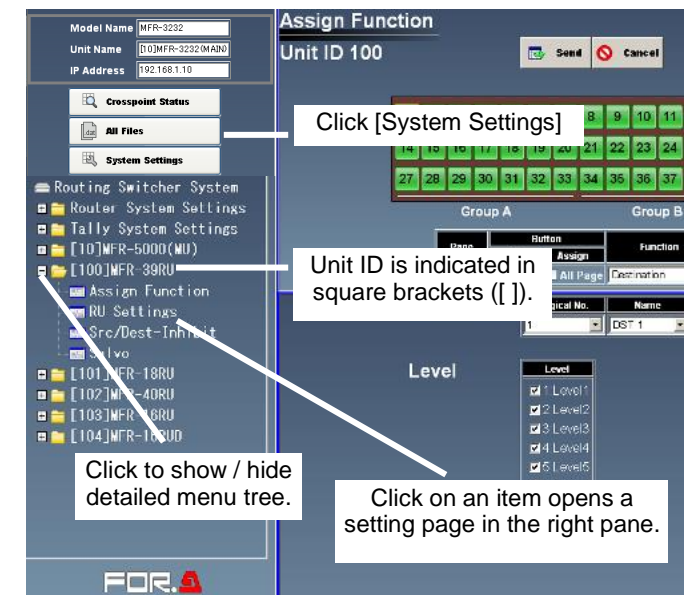 Model Name MFR-3232
Unit Name [10]MFR-3232(MAIN)
IP Address 192.168.1.10
Crosspoint Status
All Files
System Settings
Routing Switcher System
Router System Settings
Tally System Settings
[10]MFR-5000(MU)
[100]MFR-39RU
Assign Function
RU Settings
Src/Dest-Inhibit
Salvo
[101]MFR-18RU
[102]MFR-40RU
[103]MFR-16RU
[104]MFR-16RUD
Click to show / hide
detailed menu tree.
FOR.A
Assign Function
Unit ID 100
Send Cancel
Click [System Settings]
8 9 10 11
14 15 16 17 18 19 20 21 22 23 24
27 28 29 30 31 32 33 34 35 36 37
Group A Group B
Page Button Function
Assign
All Page Destination
Unit ID is indicated in
square brackets ([ ]).
Name
1 DST 1
Level
Level
1 Level1
2 Level2
3 Level3
4 Level4
5 Level5
Click on an item opens a
setting page in the right pane.